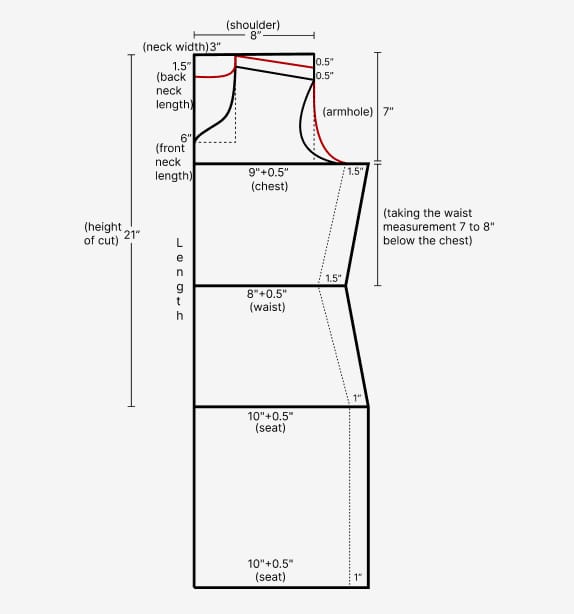 (shoulder)
8"
(neck width)3"
1.5"
(back
neck
length)
0.5"
0.5"
(armhole)
7"
6"
(front
neck
length)
9"+0.5"
(chest)
1.5"
(taking the waist
measurement 7 to 8"
below the chest)
(height
of cut)
21"
L
e
n
g
t
h
1.5"
8"+0.5"
(waist)
1"
10"+0.5"
(seat)
10"+0.5"
(seat)
1"